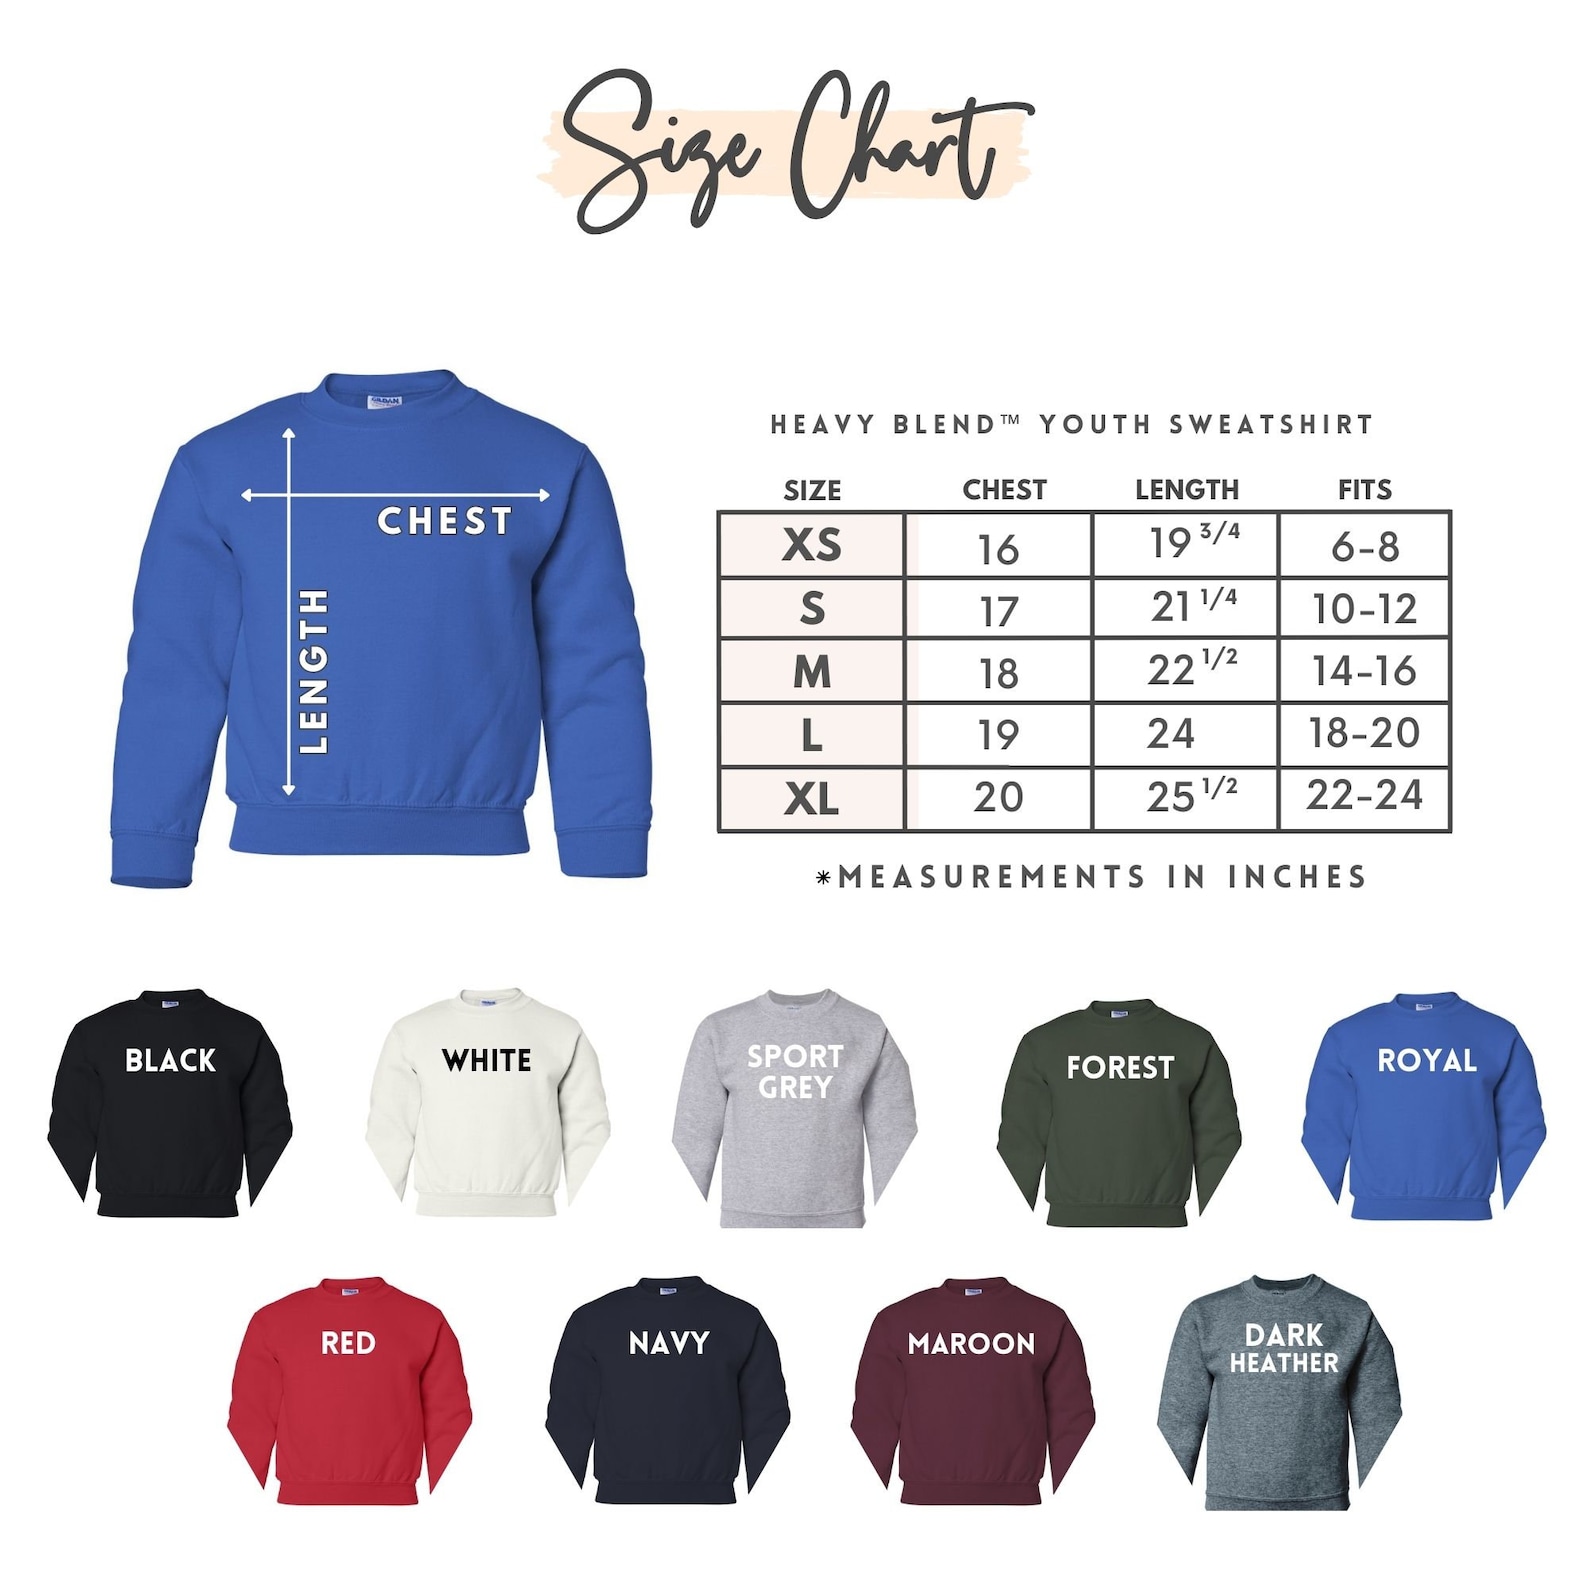 Size Chart
HEAVY BLEND™ YOUTH SWEATSHIRT
GILDAN
CHEST
LENGTH
SIZE CHEST LENGTH FITS
XS 16 19 3/4 6-8
S 17 21 1/4 10-12
M 18 22 1/2 14-16
L 19 24 18-20
XL 20 25 1/2 22-24
*MEASUREMENTS IN INCHES
BLACK
WHITE
SPORT
GREY
FOREST
ROYAL
RED
NAVY
MAROON
DARK
HEATHER